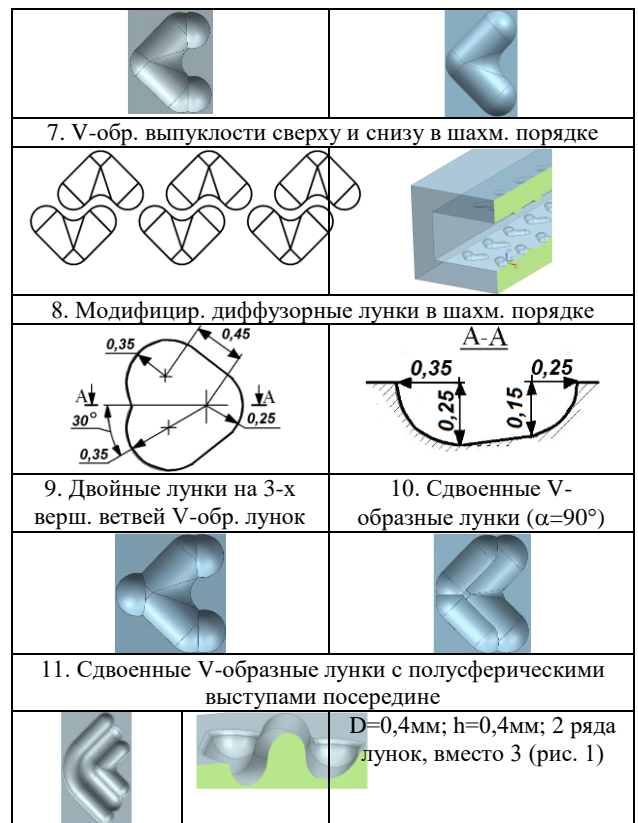 7. V-обр. выпуклости сверху и снизу в шахм. порядке
8. Модифицир. диффузорные лунки в шахм. порядке
0,35
0,45
A
A
30°
0,25
0,35
A-A
0,35
0,25
0,25
0,15
9. Двойные лунки на 3-х
верш. ветвей V-обр. лунок
10. Сдвоенные V-
образные лунки (α=90°)
11. Сдвоенные V-образные лунки с полусферическими
выступами посередине
D=0,4мм; h=0,4мм; 2 ряда
лунок, вместо 3 (рис. 1)